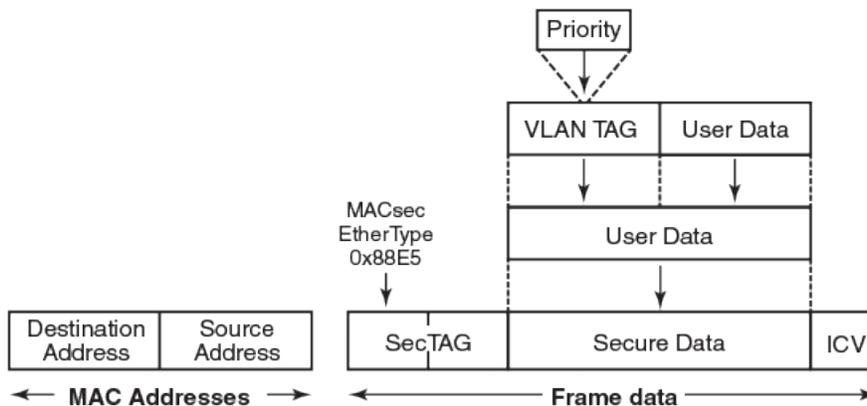 Priority
VLAN TAG User Data
MACsec
EtherType
0x88E5
User Data
Destination
Address
Source
Address
SecTAG
Secure Data
ICV
MAC Addresses
Frame data